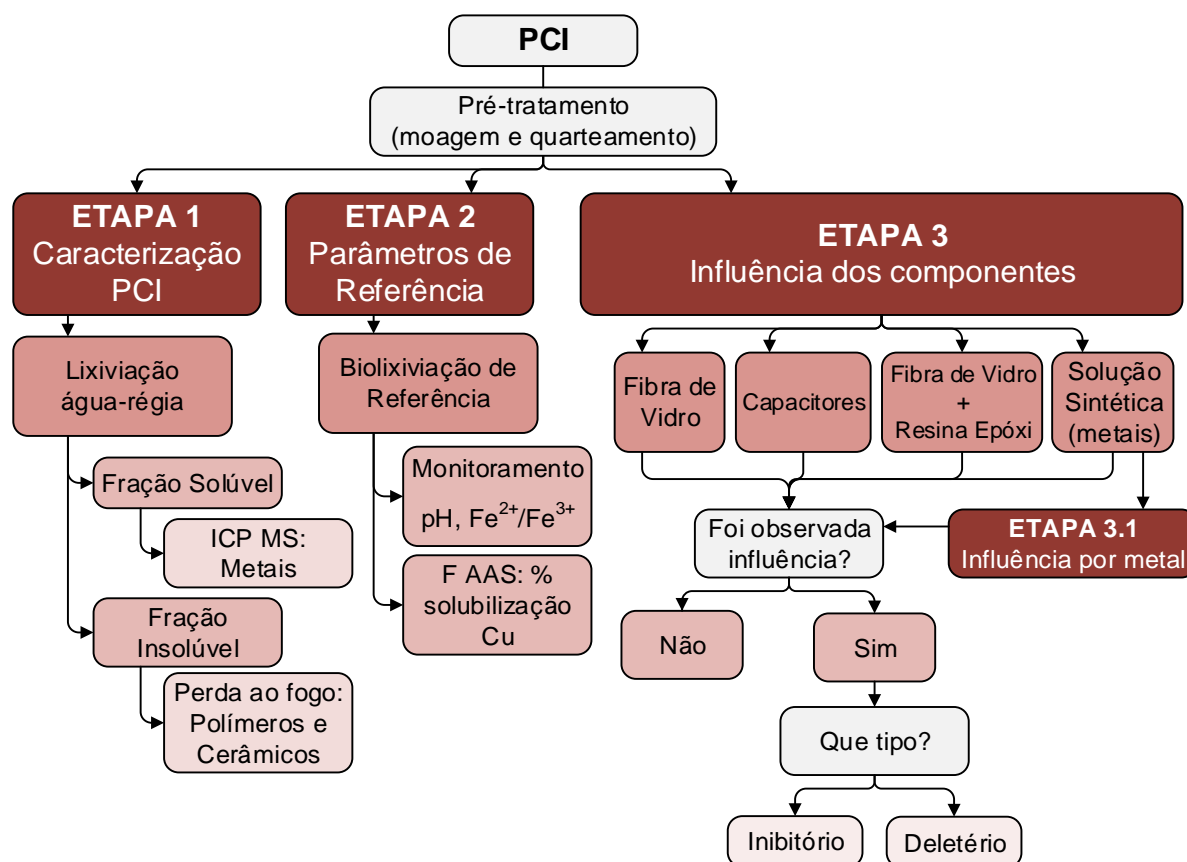 PCI
Pré-tratamento
(moagem e quarteamento)
ETAPA 1
Caracterização
PCI
Lixiviação
água-régia
Fração Solúvel
ICP MS:
Metais
Fração
Insolúvel
Perda ao fogo:
Polímeros e
Cerâmicos
ETAPA 2
Parâmetros de
Referência
Biolixiviação de
Referência
Monitoramento
pH, Fe²⁺/Fe³⁺
F AAS: %
solubilização
Cu
ETAPA 3
Influência dos componentes
Fibra de
Vidro
Capacitores
Fibra de Vidro
+
Resina Epóxi
Solução
Sintética
(metais)
Foi observada
influência?
ETAPA 3.1
Influência por metal
Não
Sim
Que tipo?
Inibitório
Deletério